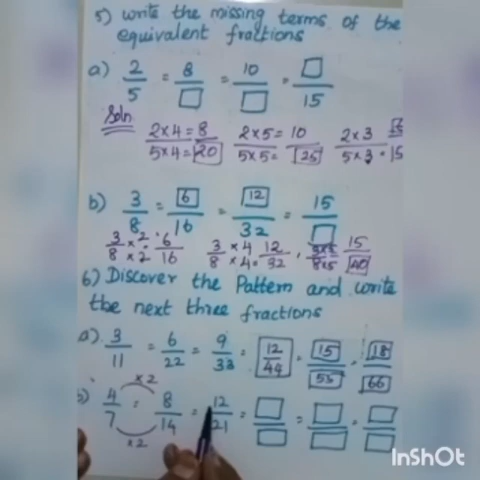 5) write the missing terms of the
equivalent fractions
a) 2/5 = 8/□ = 10/□ = □/15
Soln
2×4=8/5×4=20 2×5=10/5×5=25 2×3/5×3=15
b) 3/8 = 6/16 = 12/32 = 15/□
3/8 × 2/2 = 6/16 3/8 × 4/4 = 12/32, 3×5/8×5 = 15/40
6) Discover the Pattern and write
the next three fractions
a) 3/11 = 6/22 = 9/33 = 12/44 = 15/55 = 18/66
×2
b) 4/7 = 8/14 = 12/21 = □/□ = □/□ = □/□
×2
InShOt